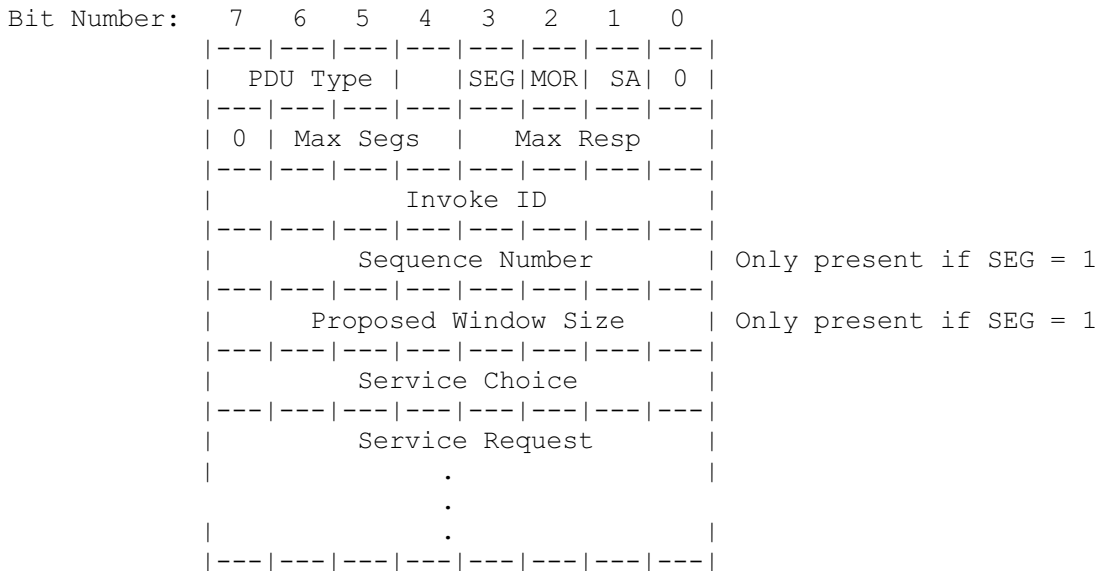 Bit Number: 7 6 5 4 3 2 1 0
|---|---|---|---|---|---|---|---|
| PDU Type | |SEG|MOR| SA| 0 |
|---|---|---|---|---|---|---|---|
| 0 | Max Segs | Max Resp |
|---|---|---|---|---|---|---|---|
| Invoke ID |
|---|---|---|---|---|---|---|---|
| Sequence Number | Only present if SEG = 1
|---|---|---|---|---|---|---|---|
| Proposed Window Size | Only present if SEG = 1
|---|---|---|---|---|---|---|---|
| Service Choice |
|---|---|---|---|---|---|---|---|
| Service Request |
| . |
.
| . |
|---|---|---|---|---|---|---|---|